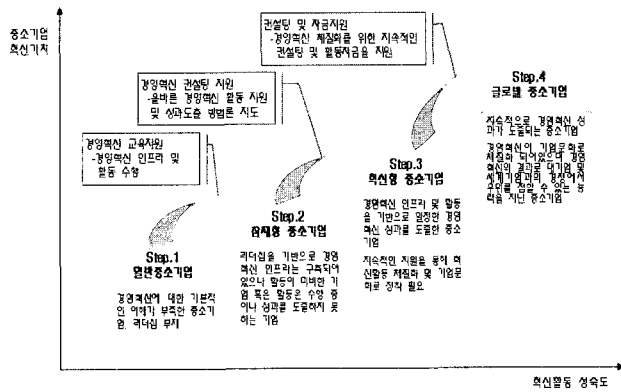 중소기업
혁신가치
컨설팅 및 자금지원
-경영혁신 체질화를 위한 지속적인
컨설팅 및 활동자금을 지원
경영혁신 컨설팅 지원
-올바른 경영혁신 활동 지원
및 성과도출 방법론 지도
경영혁신 교육지원
-경영혁신 인프라 및
활동 수행
Step.1
일반중소기업
경영혁신에 대한 기본적
인 이해가 부족한 중소기
업, 리더십 부재
Step.2
잠재형 중소기업
리더십을 기반으로 경영
혁신 인프라는 구축되어
있으나 활동이 미비한 기
업 혹은 활동은 수행 중
이나 성과를 도출하지 못
하는 기업
Step.3
혁신형 중소기업
경영혁신 인프라 및 활동
을 기반으로 일정한 경영
혁신 성과를 도출한 중소
기업
지속적인 지원을 통해 혁
신활동 체질화 및 기업문
화로 정착 필요
Step.4
글로벌 중소기업
지속적으로 경영혁신 성
과가 도출되는 중소기업
경영혁신이 기업문화로
체질화 되어있으며 경영
혁신의 결과로 대기업 및
세계기업과의 경쟁에서
우위를 점할 수 있는 능
력을 지닌 중소기업
혁신활동 성숙도